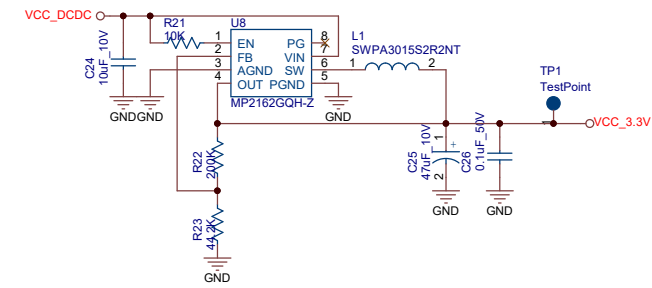 VCC_DCDC
R21
10K
U8
1
EN
PG
8
2
FB
VIN
7
3
AGND
SW
6
4
OUT
PGND
5
MP2162GQH-Z
L1
SWPA3015S2R2NT
1
2
C24
10uF_10V
GND
GND
GND
TP1
TestPoint
1
VCC_3.3V
R22
200K
C25
47uF_10V
1
+
2
C26
0.1uF_50V
GND
GND
R23
44.2K
GND